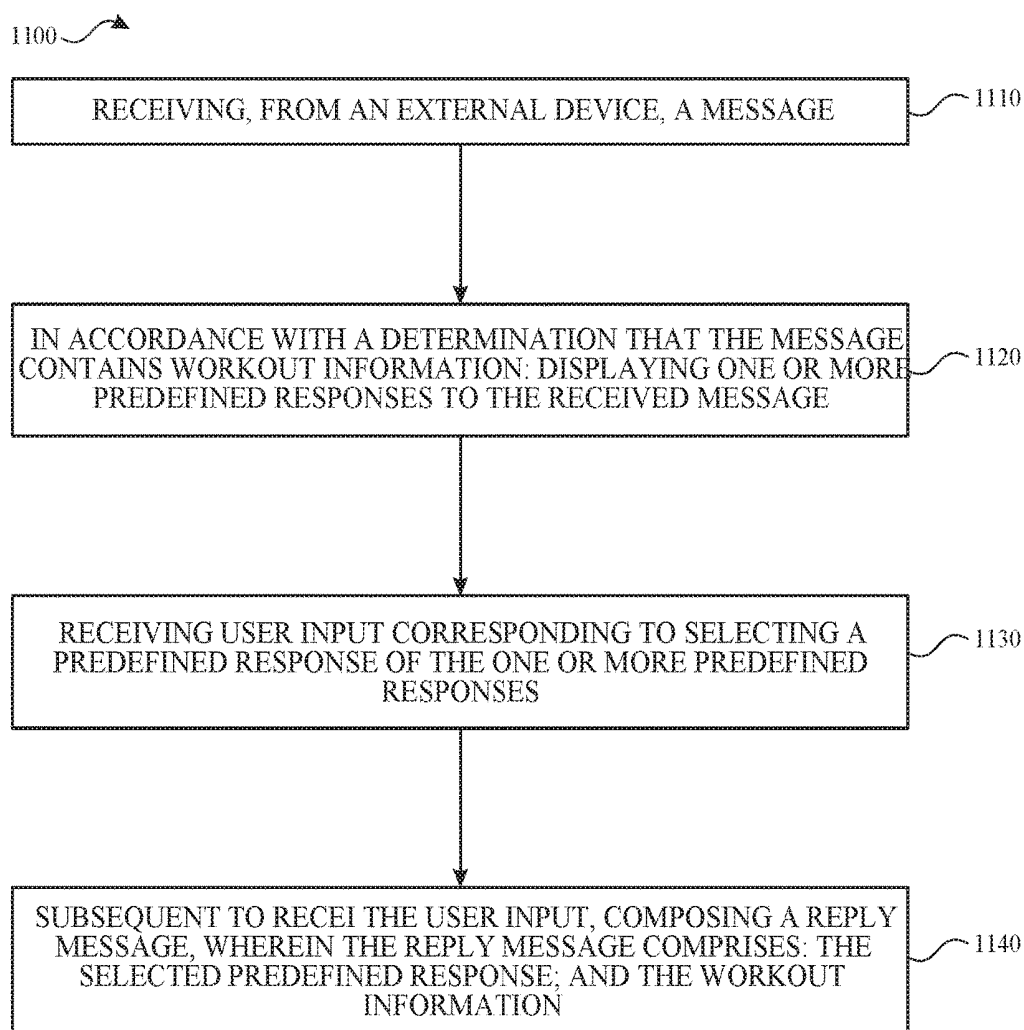 1100
RECEIVING, FROM AN EXTERNAL DEVICE, A MESSAGE
1110
IN ACCORDANCE WITH A DETERMINATION THAT THE MESSAGE
CONTAINS WORKOUT INFORMATION: DISPLAYING ONE OR MORE
PREDEFINED RESPONSES TO THE RECEIVED MESSAGE
1120
RECEIVING USER INPUT CORRESPONDING TO SELECTING A
PREDEFINED RESPONSE OF THE ONE OR MORE PREDEFINED
RESPONSES
1130
SUBSEQUENT TO RECEI THE USER INPUT, COMPOSING A REPLY
MESSAGE, WHEREIN THE REPLY MESSAGE COMPRISES: THE
SELECTED PREDEFINED RESPONSE; AND THE WORKOUT
INFORMATION
1140